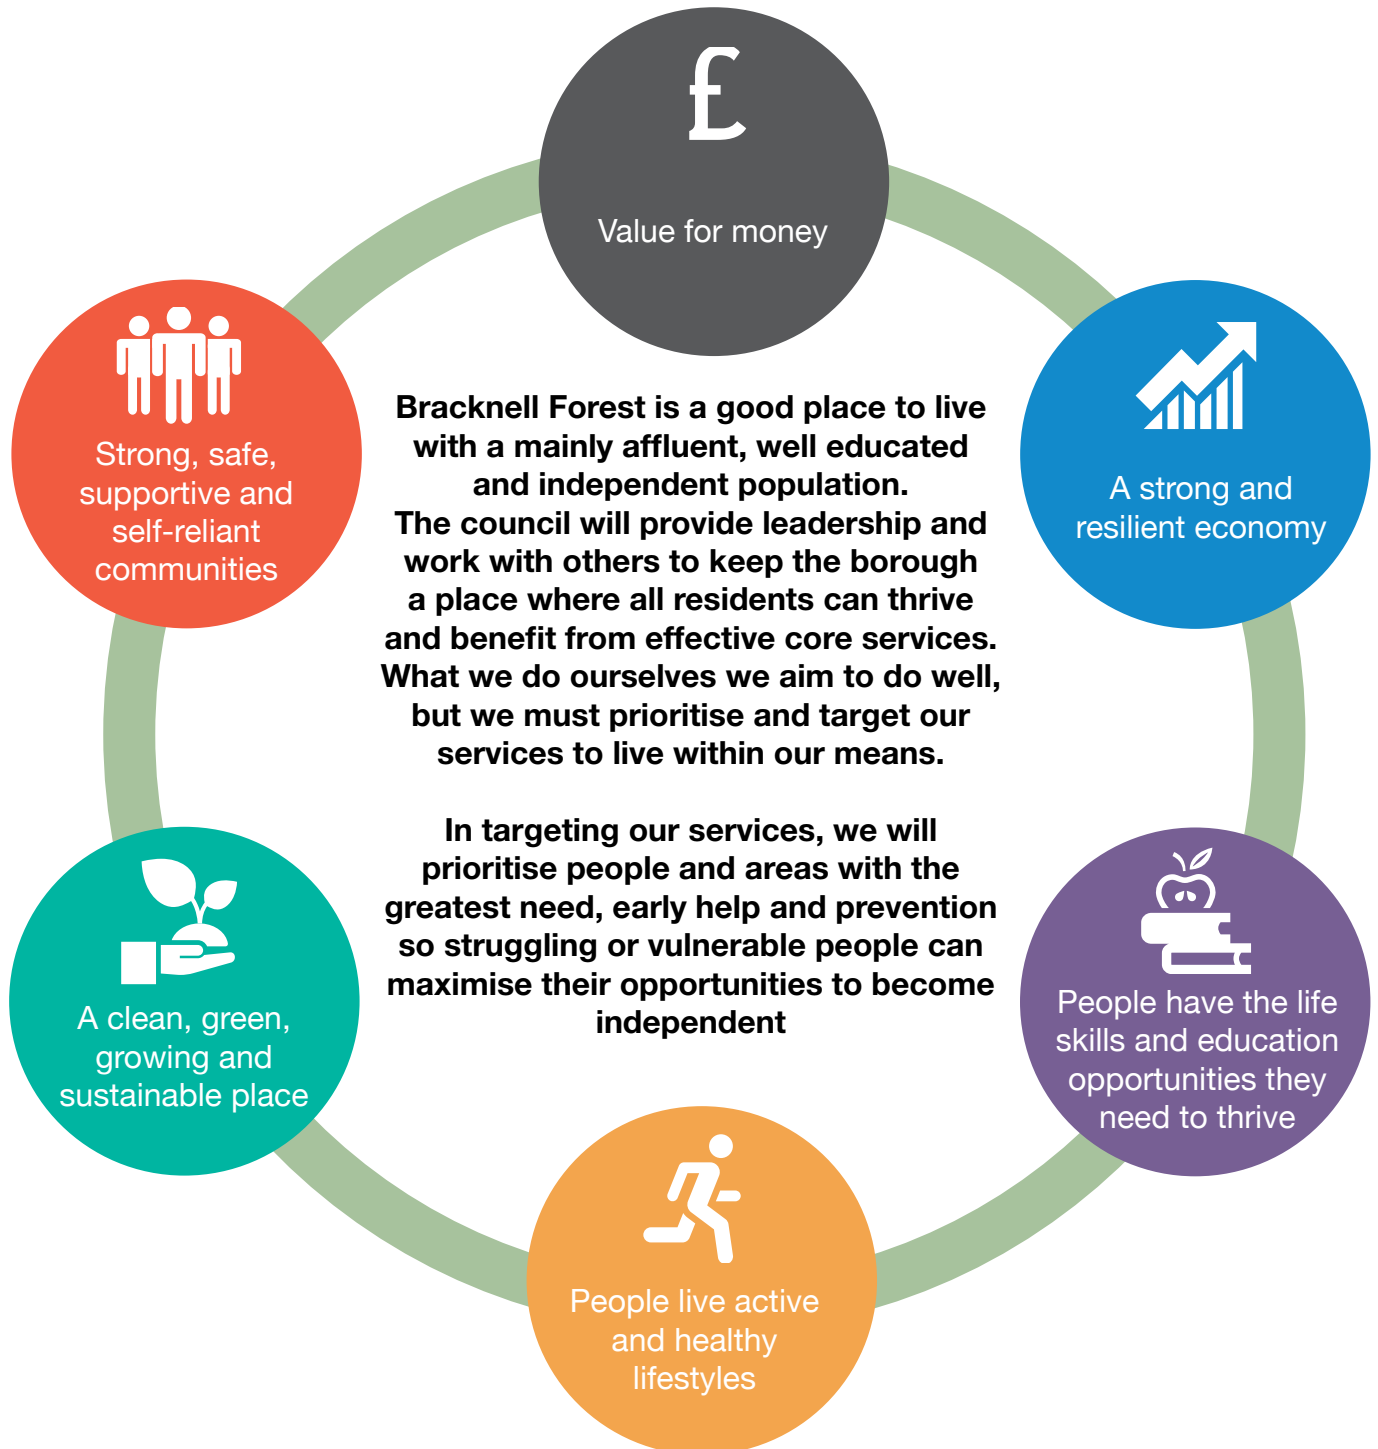 £
Value for money
A strong and
resilient economy
People have the life
skills and education
opportunities they
need to thrive
People live active
and healthy
lifestyles
A clean, green,
growing and
sustainable place
Strong, safe,
supportive and
self-reliant
communities
Bracknell Forest is a good place to live
with a mainly affluent, well educated
and independent population.
The council will provide leadership and
work with others to keep the borough
a place where all residents can thrive
and benefit from effective core services.
What we do ourselves we aim to do well,
but we must prioritise and target our
services to live within our means.
In targeting our services, we will
prioritise people and areas with the
greatest need, early help and prevention
so struggling or vulnerable people can
maximise their opportunities to become
independent